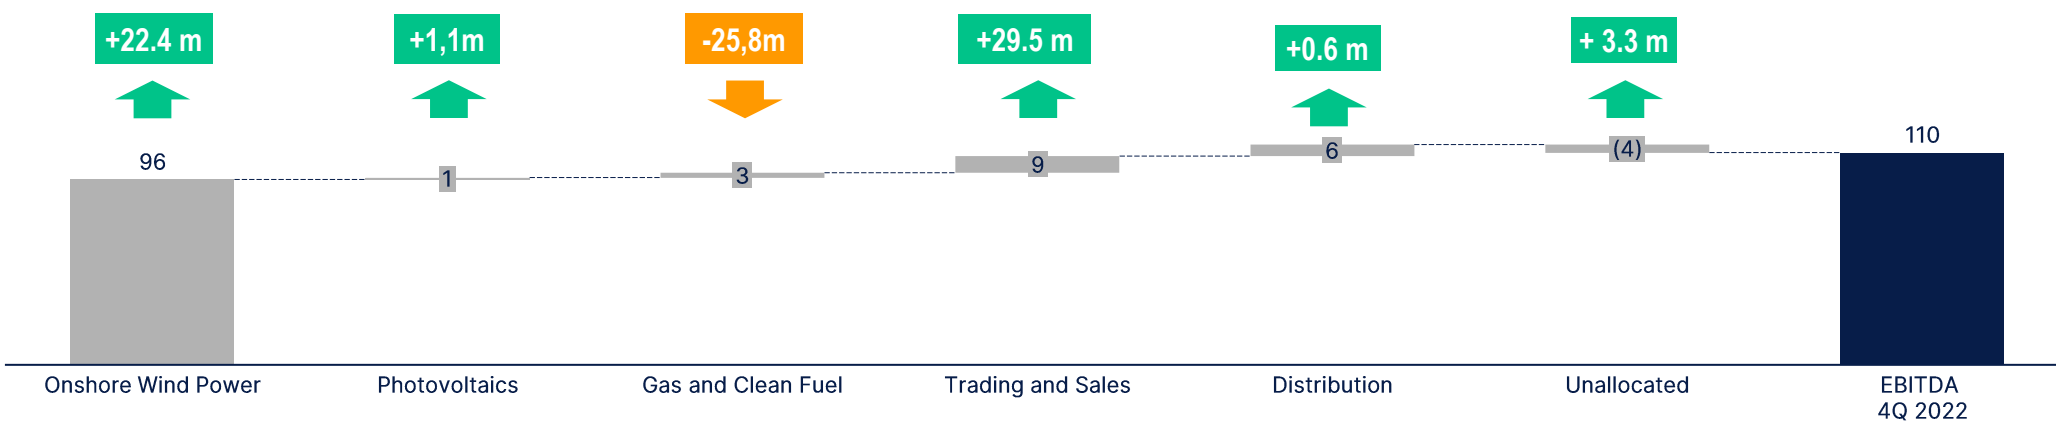 +22.4 m
+1,1m
-25,8m
+29.5 m
+0.6 m
+ 3.3 m
96
1
3
9
6
(4)
110
Onshore Wind Power
Photovoltaics
Gas and Clean Fuel
Trading and Sales
Distribution
Unallocated
EBITDA
4Q 2022